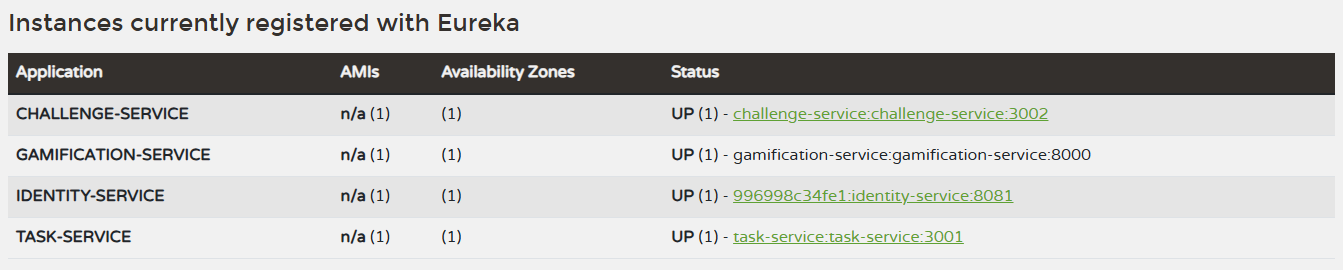 Instances currently registered with Eureka
Application AMIs Availability Zones Status
CHALLENGE-SERVICE n/a (1) (1) UP (1) - challenge-service:challenge-service:3002
GAMIFICATION-SERVICE n/a (1) (1) UP (1) - gamification-service:gamification-service:8000
IDENTITY-SERVICE n/a (1) (1) UP (1) - 996998c34fe1:identity-service:8081
TASK-SERVICE n/a (1) (1) UP (1) - task-service:task-service:3001